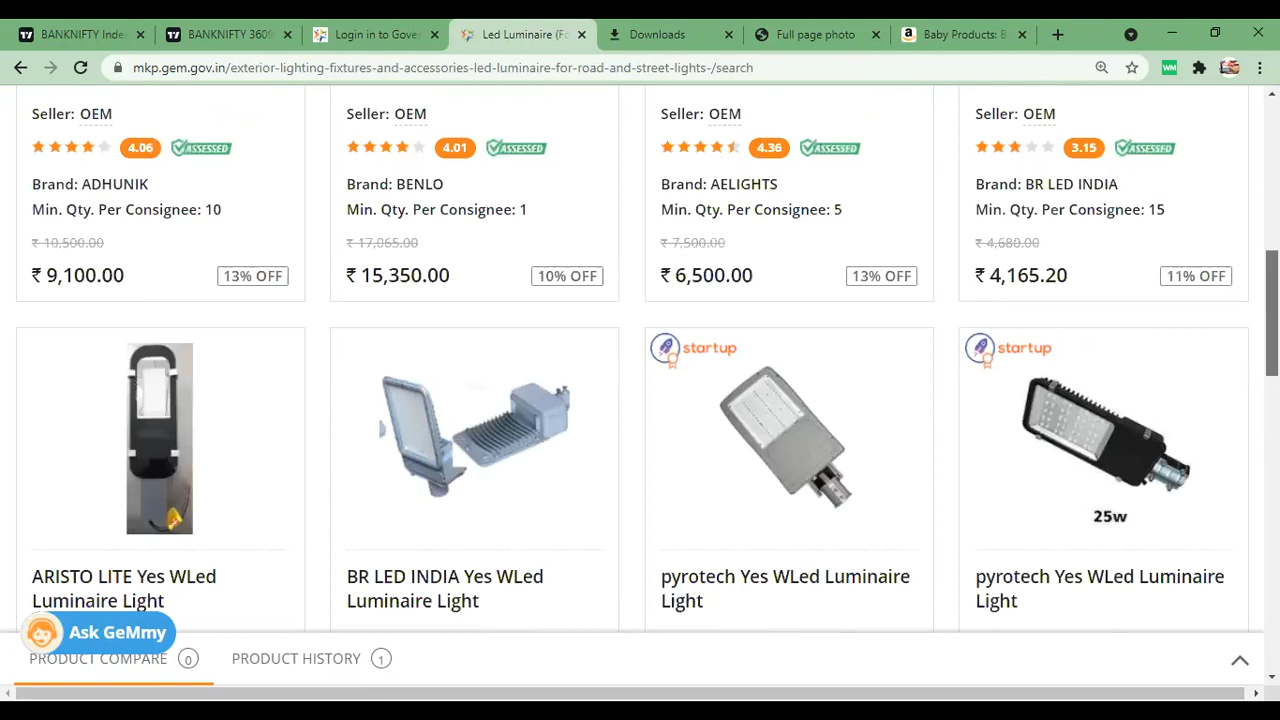 BANKNIFTY Inde
BANKNIFTY 3609
Login in to Gove
Led Luminaire (Fo
Downloads
Full page photo
Baby Products: B
mkp.gem.gov.in/exterior-lighting-fixtures-and-accessories-led-luminaire-for-road-and-street-lights-/search
WM
Seller: OEM
Seller: OEM
Seller: OEM
Seller: OEM
4.06 ASSESSED
4.01 ASSESSED
4.36 ASSESSED
3.15 ASSESSED
Brand: ADHUNIK
Brand: BENLO
Brand: AELIGHTS
Brand: BR LED INDIA
Min. Qty. Per Consignee: 10
Min. Qty. Per Consignee: 1
Min. Qty. Per Consignee: 5
Min. Qty. Per Consignee: 15
₹ 10,500.00
₹ 17,065.00
₹ 7,500.00
₹ 4,680.00
₹ 9,100.00 13% OFF
₹ 15,350.00 10% OFF
₹ 6,500.00 13% OFF
₹ 4,165.20 11% OFF
startup
startup
25w
ARISTO LITE Yes WLed
Luminaire Light
BR LED INDIA Yes WLed
Luminaire Light
pyrotech Yes WLed Luminaire
Light
pyrotech Yes WLed Luminaire
Light
Ask GeMmy
PRODUCT COMPARE 0
PRODUCT HISTORY 1